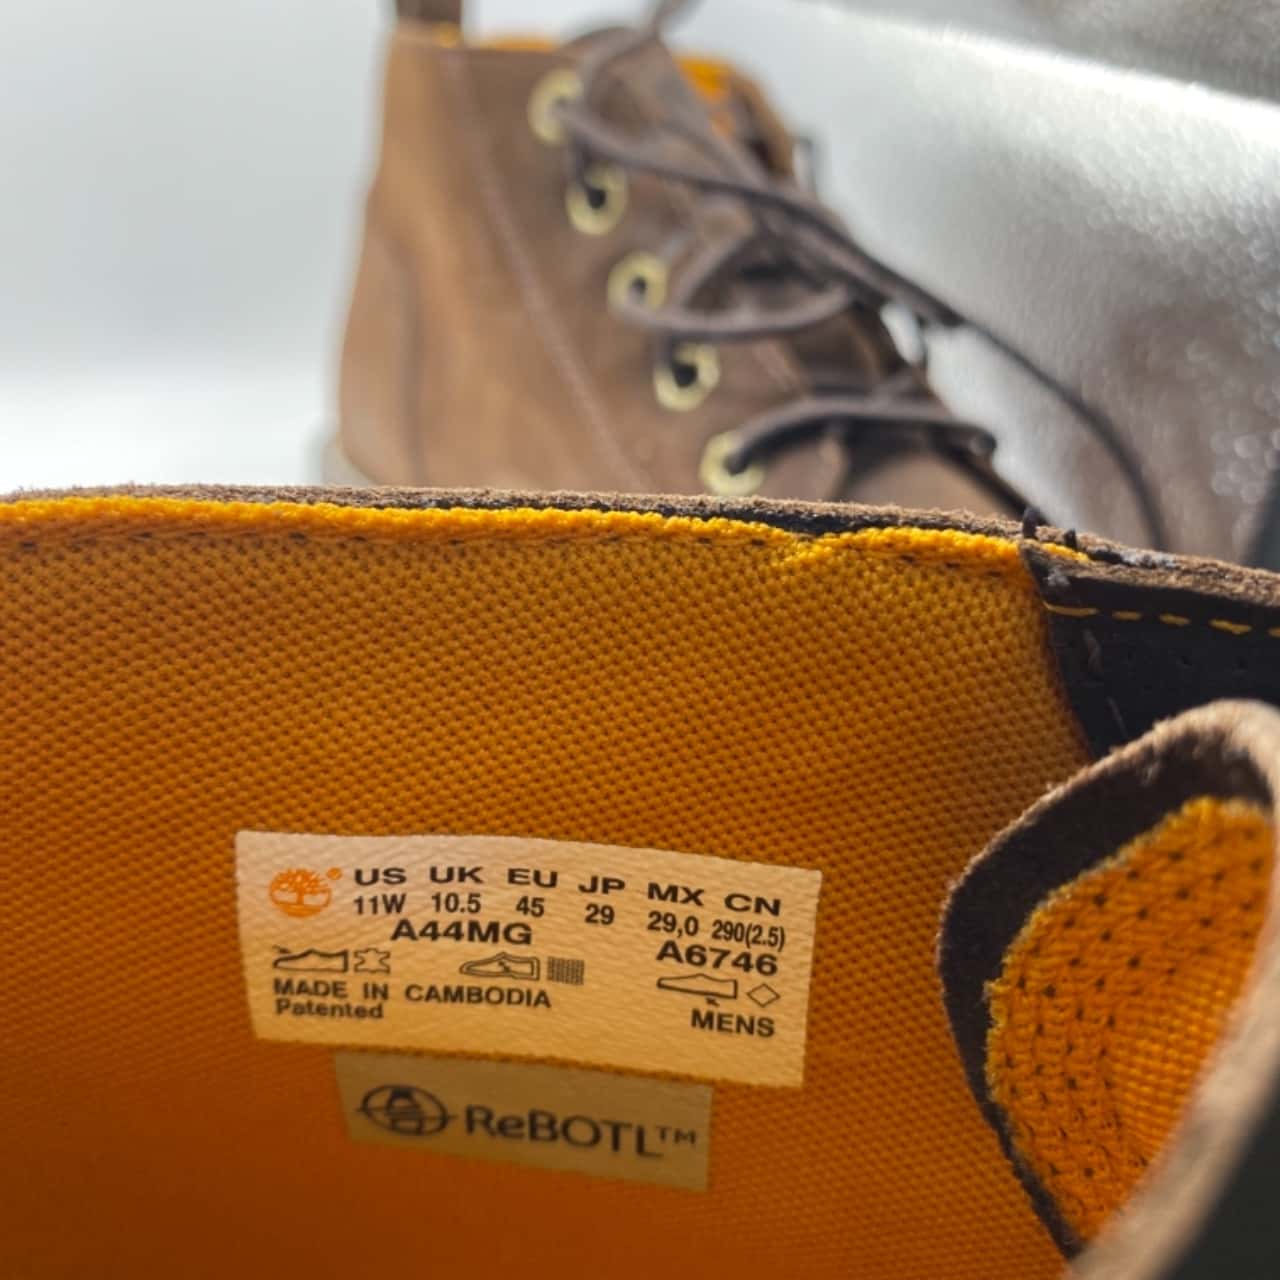 ® US UK EU JP MX CN
11W 10.5 45 29 29,0 290(2.5)
A44MG A6746
MADE IN CAMBODIA
Patented MENS
ReBOTL™